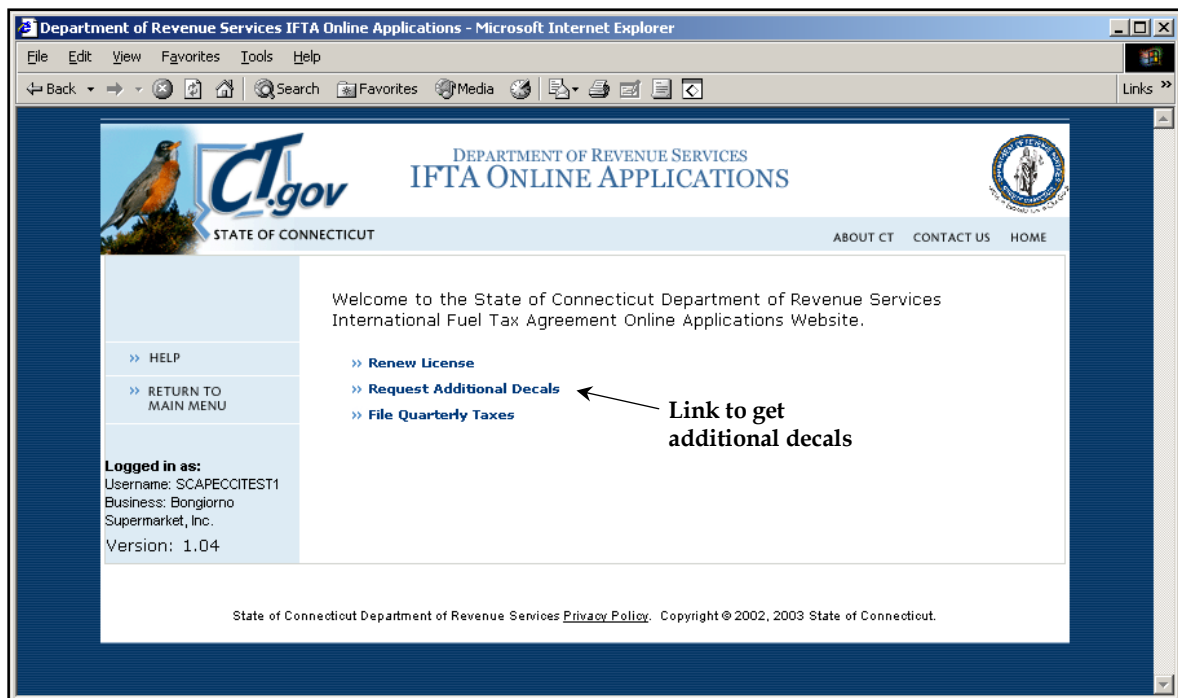 Department of Revenue Services IFTA Online Applications - Microsoft Internet Explorer
File Edit View Favorites Tools Help
Back Search Favorites Media Links »
CT.gov
STATE OF CONNECTICUT
DEPARTMENT OF REVENUE SERVICES
IFTA ONLINE APPLICATIONS
ABOUT CT CONTACT US HOME
Welcome to the State of Connecticut Department of Revenue Services
International Fuel Tax Agreement Online Applications Website.
» HELP
» RETURN TO
MAIN MENU
» Renew License
» Request Additional Decals
» File Quarterly Taxes
Link to get
additional decals
Logged in as:
Username: SCAPECCITEST1
Business: Bongiorno
Supermarket, Inc.
Version: 1.04
State of Connecticut Department of Revenue Services Privacy Policy. Copyright © 2002, 2003 State of Connecticut.